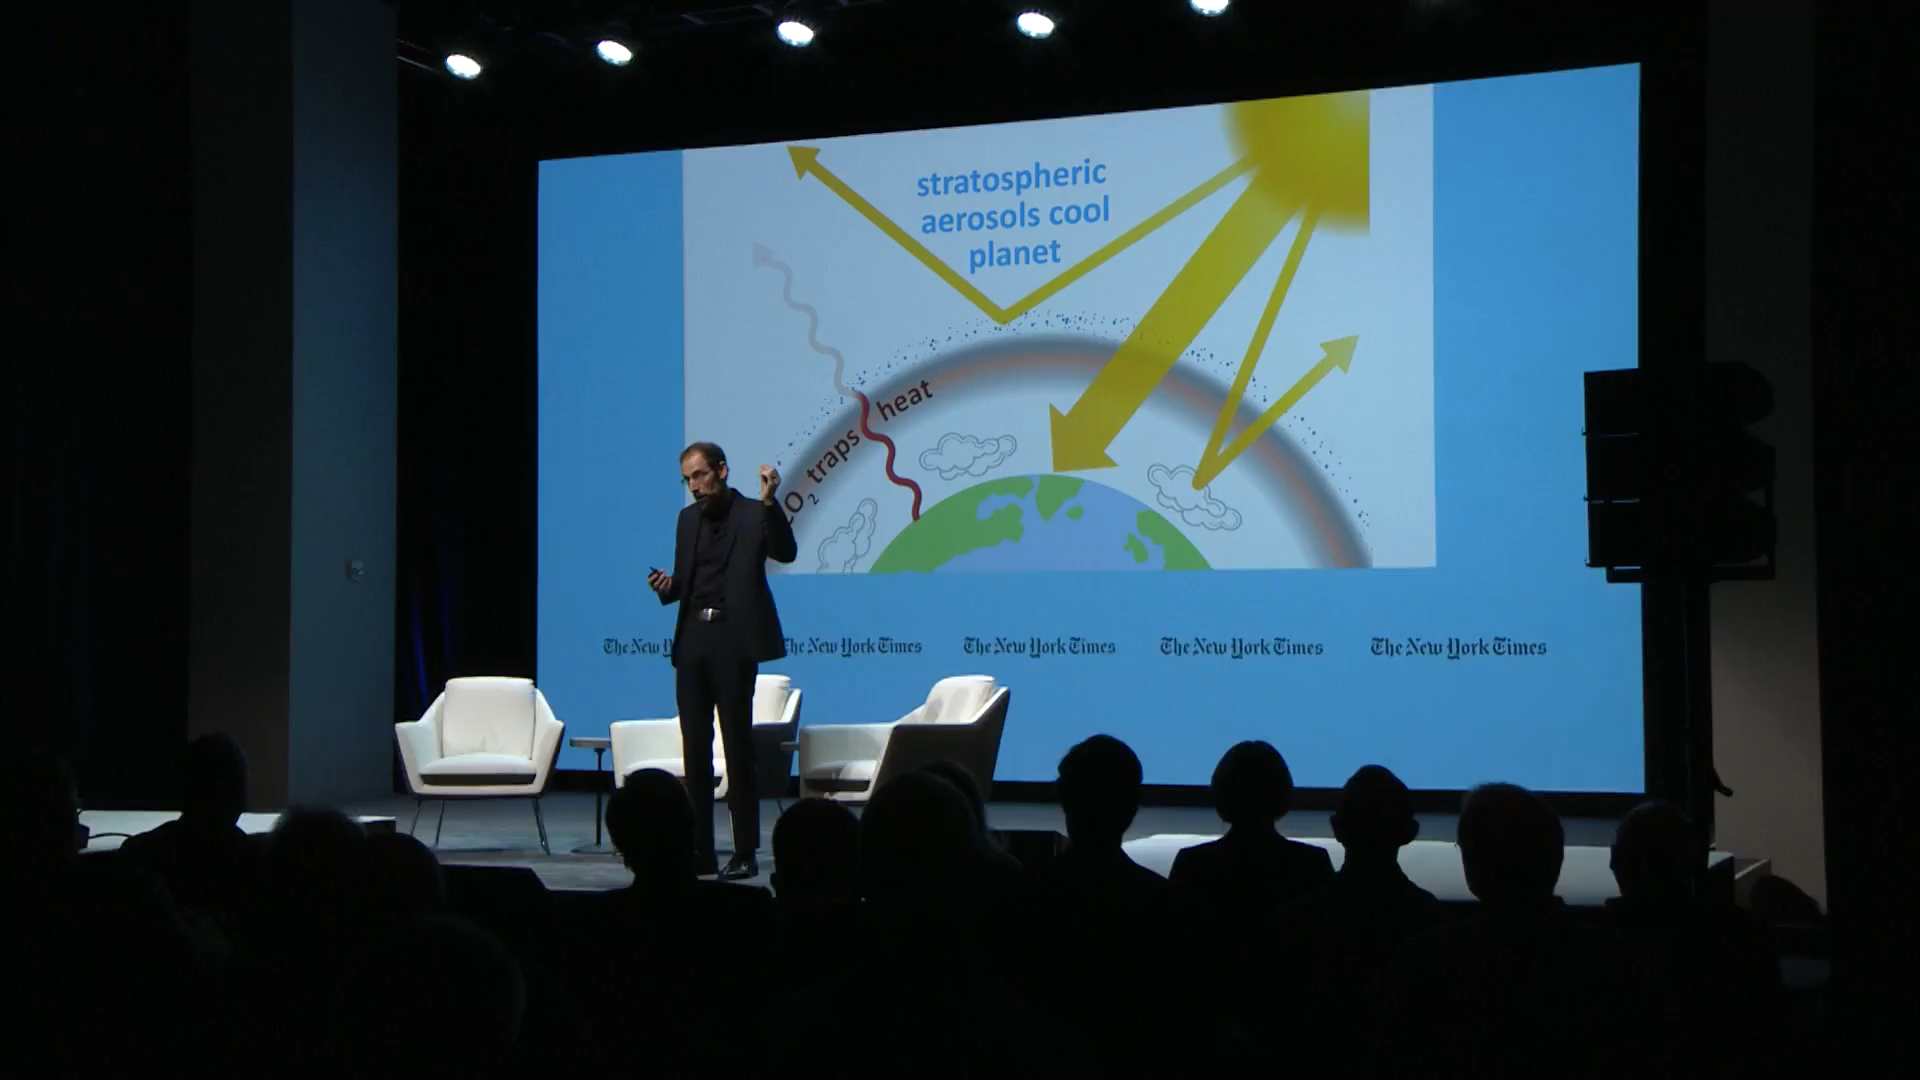 stratospheric
aerosols cool
planet
CO2 traps heat
The New York Times The New York Times The New York Times The New York Times